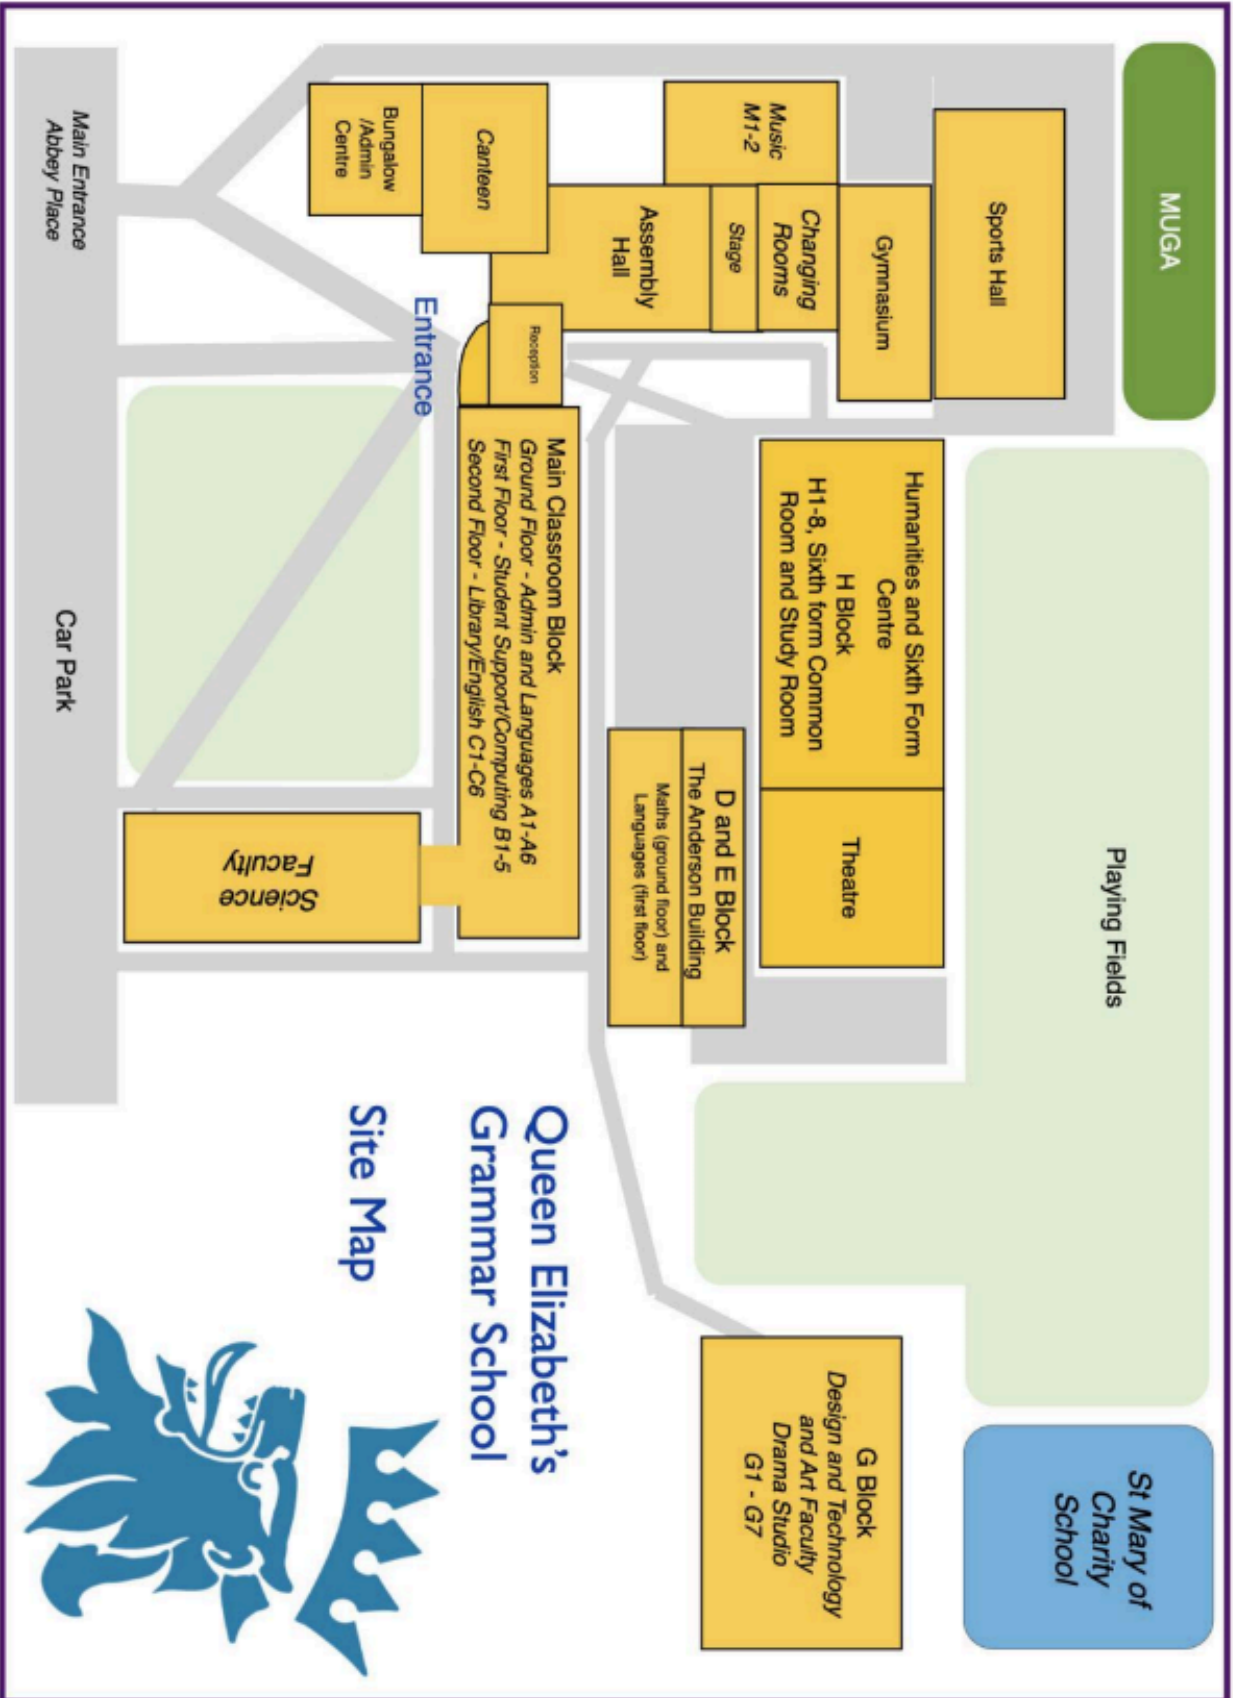 MUGA
Playing Fields
St Mary of
Charity
School
Sports Hall
Gymnasium
Changing
Rooms
Stage
Music
M1-2
Assembly
Hall
Canteen
Bungalow
/Admin
Centre
Reception
Entrance
Humanities and Sixth Form
Centre
H Block
H1-8, Sixth form Common
Room and Study Room
Theatre
D and E Block
The Anderson Building
Maths (ground floor) and
Languages (first floor)
G Block
Design and Technology
and Art Faculty
Drama Studio
G1 - G7
Main Classroom Block
Ground Floor - Admin and Languages A1-A6
First Floor - Student Support/Computing B1-5
Second Floor - Library/English C1-C6
Science
Faculty
Main Entrance
Abbey Place
Car Park
Queen Elizabeth's
Grammar School
Site Map